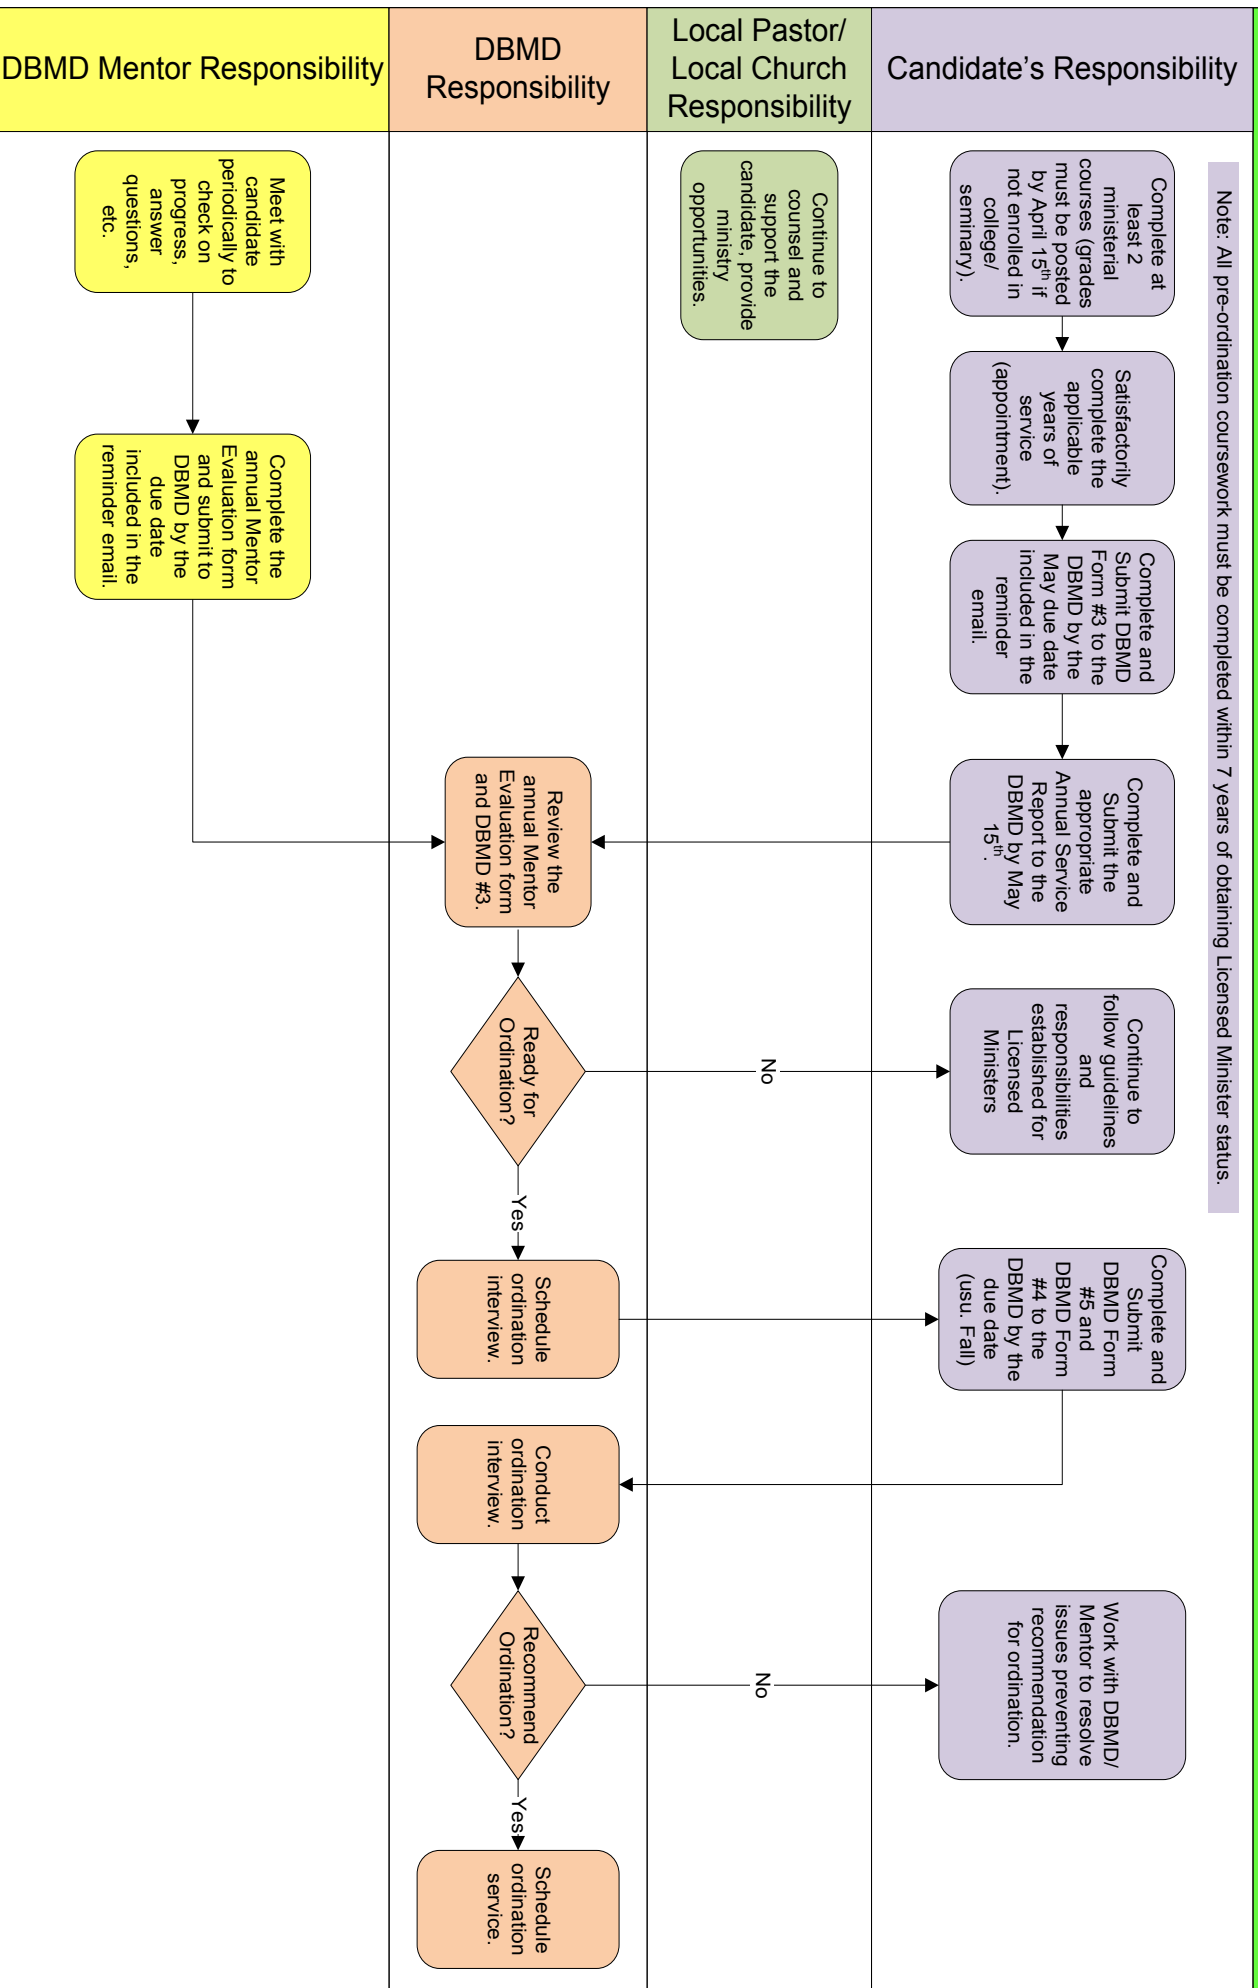 DBMD Mentor Responsibility
DBMD
Responsibility
Local Pastor/
Local Church
Responsibility
Candidate's Responsibility
Note: All pre-ordination coursework must be completed within 7 years of obtaining Licensed Minister status.
Complete at
least 2
ministerial
courses (grades
must be posted
by April 15th if
not enrolled in
college/
seminary).
Satisfactorily
complete the
applicable
years of
service
(appointment).
Complete and
Submit DBMD
Form #3 to the
DBMD by the
May due date
included in the
reminder
email.
Complete and
Submit the
appropriate
Annual Service
Report to the
DBMD by May
15th.
Continue to
follow guidelines
and
responsibilities
established for
Licensed
Ministers
Complete and
Submit
DBMD Form
#5 and
DBMD Form
#4 to the
DBMD by the
due date
(usu. Fall)
Work with DBMD/
Mentor to resolve
issues preventing
recommendation
for ordination.
Continue to
counsel and
support the
candidate, provide
ministry
opportunities.
No
No
Review the
annual Mentor
Evaluation form
and DBMD #3.
Ready for
Ordination?
Yes
Schedule
ordination
interview.
Conduct
ordination
interview.
Recommend
Ordination?
Yes
Schedule
ordination
service.
Meet with
candidate
periodically to
check on
progress,
answer
questions,
etc.
Complete the
annual Mentor
Evaluation form
and submit to
DBMD by the
due date
included in the
reminder email.